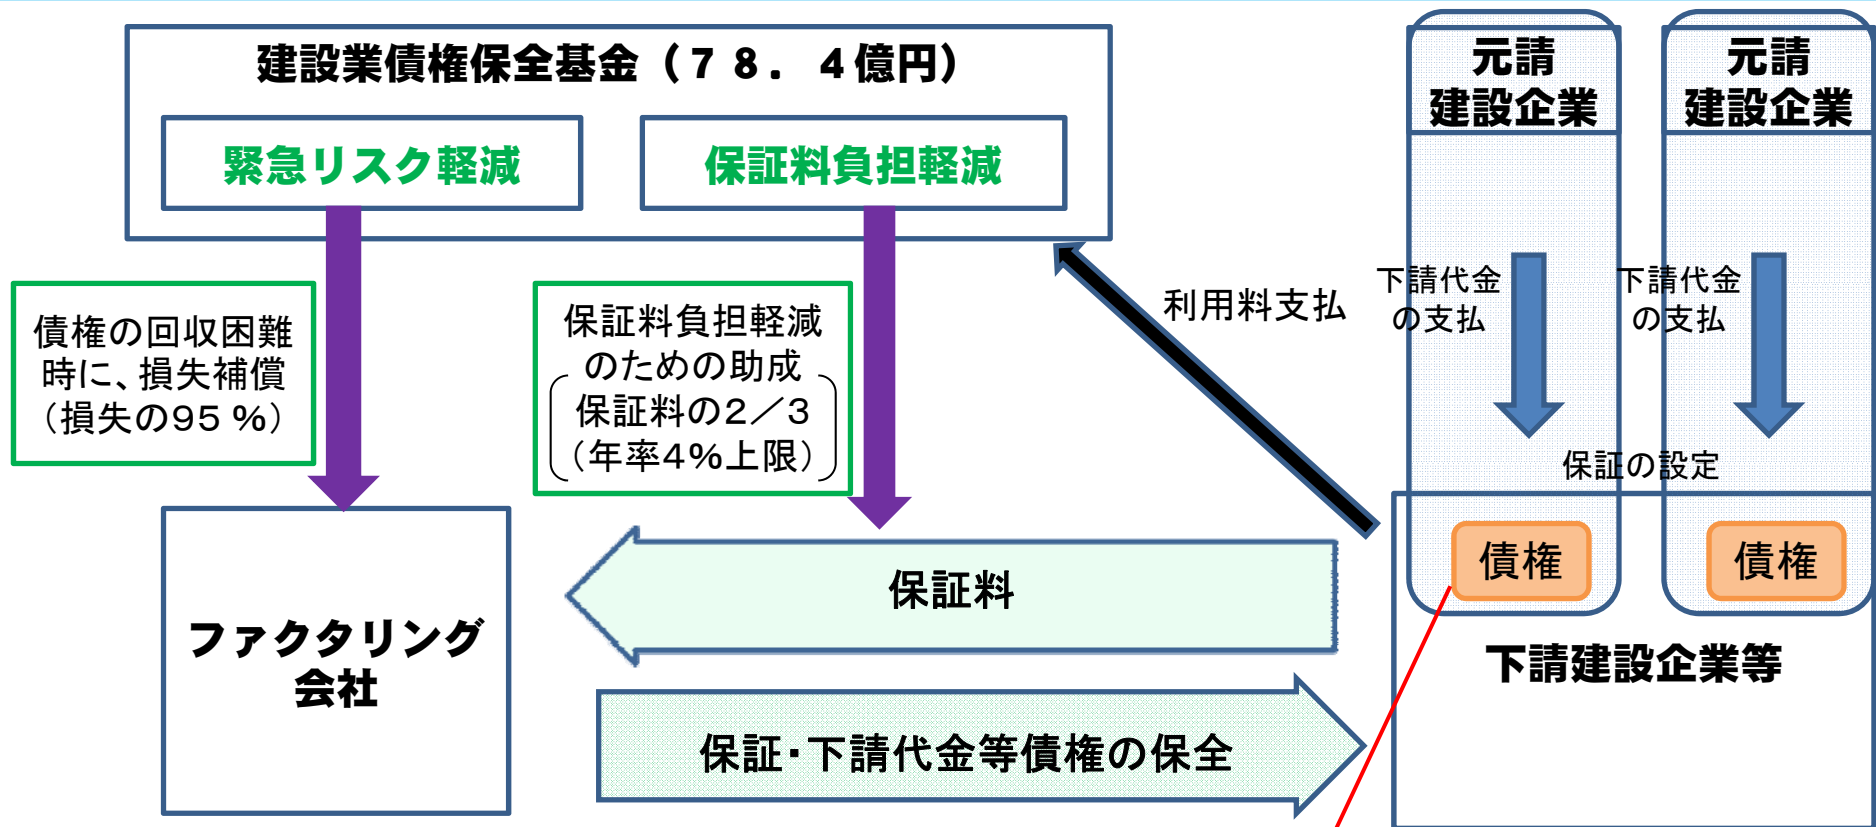 建設業債権保全基金（７８．４億円）
緊急リスク軽減
保証料負担軽減
債権の回収困難
時に、損失補償
（損失の95％）
保証料負担軽減
のための助成
保証料の2／3
（年率4％上限）
利用料支払
元請
建設企業
元請
建設企業
下請代金
の支払
下請代金
の支払
保証の設定
債権
債権
下請建設企業等
ファクタリング
会社
保証料
保証・下請代金等債権の保全